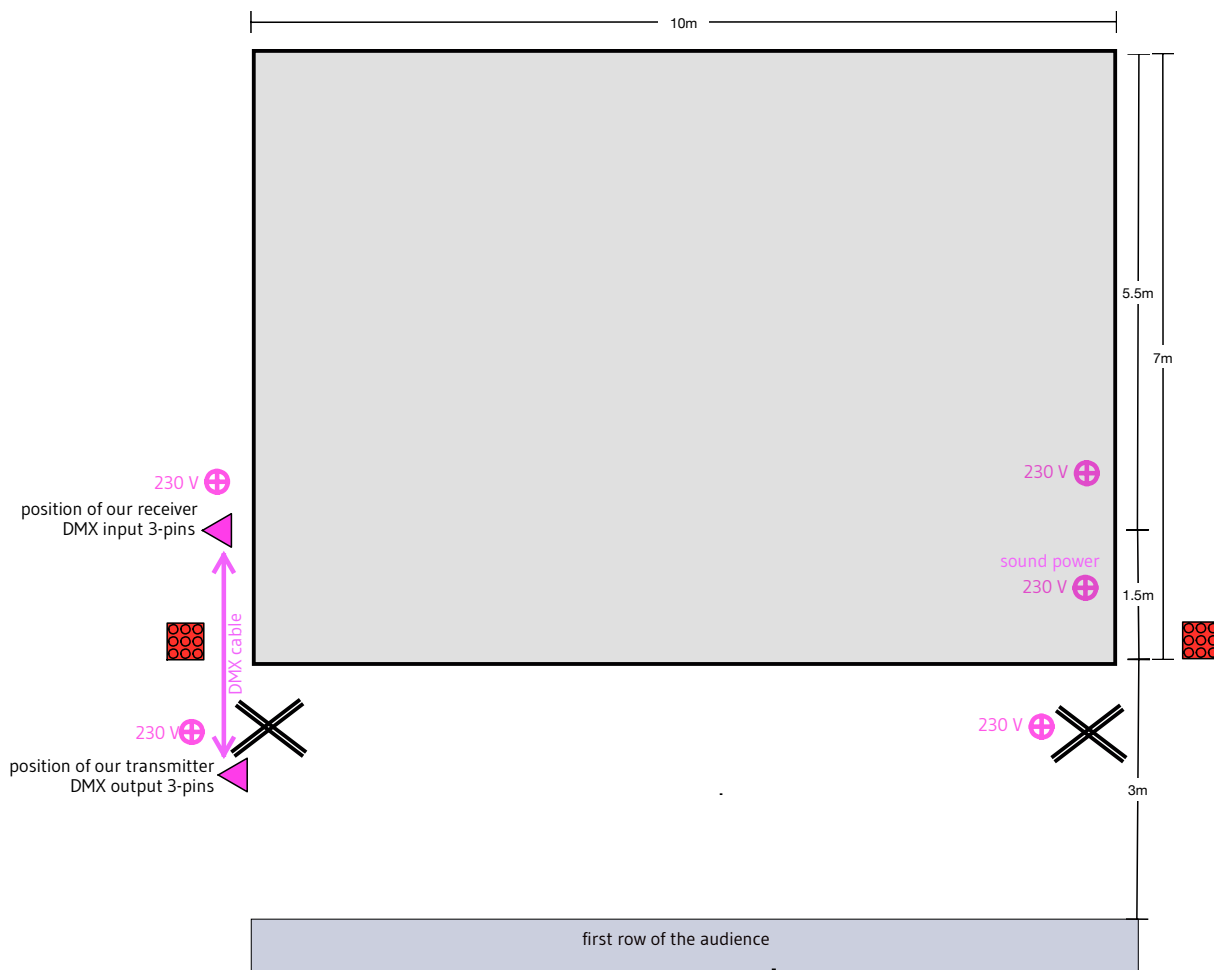 10m
5.5m
7m
230 V
230 V
position of our receiver
DMX input 3-pins
sound power
230 V
1.5m
DMX cable
230 V
230 V
position of our transmitter
DMX output 3-pins
3m
first row of the audience